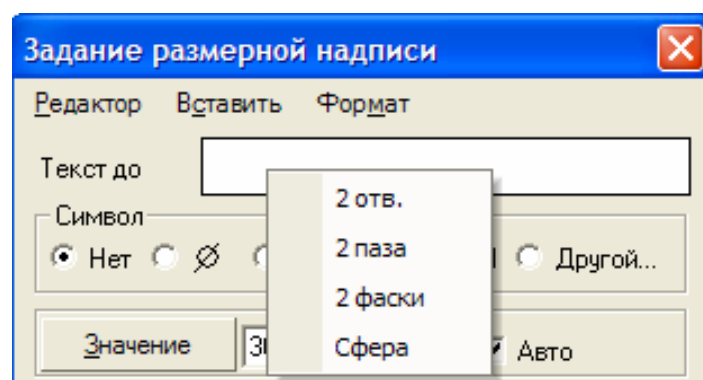 Задание размерной надписи
Редактор Вставить Формат
Текст до
2 отв.
Символ
Нет Ø 2 паза Другой...
2 фаски
Значение Сфера Авто